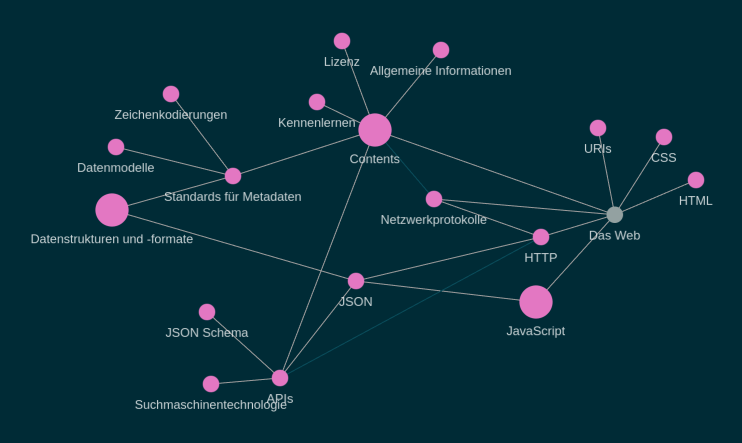 Lizenz
Allgemeine Informationen
Zeichenkodierungen
Kennenlernen
URIs
Contents
CSS
Datenmodelle
Standards für Metadaten
HTML
Netzwerkprotokolle
Datenstrukturen und -formate
Das Web
HTTP
JSON
JSON Schema
JavaScript
APIs
Suchmaschinentechnologie